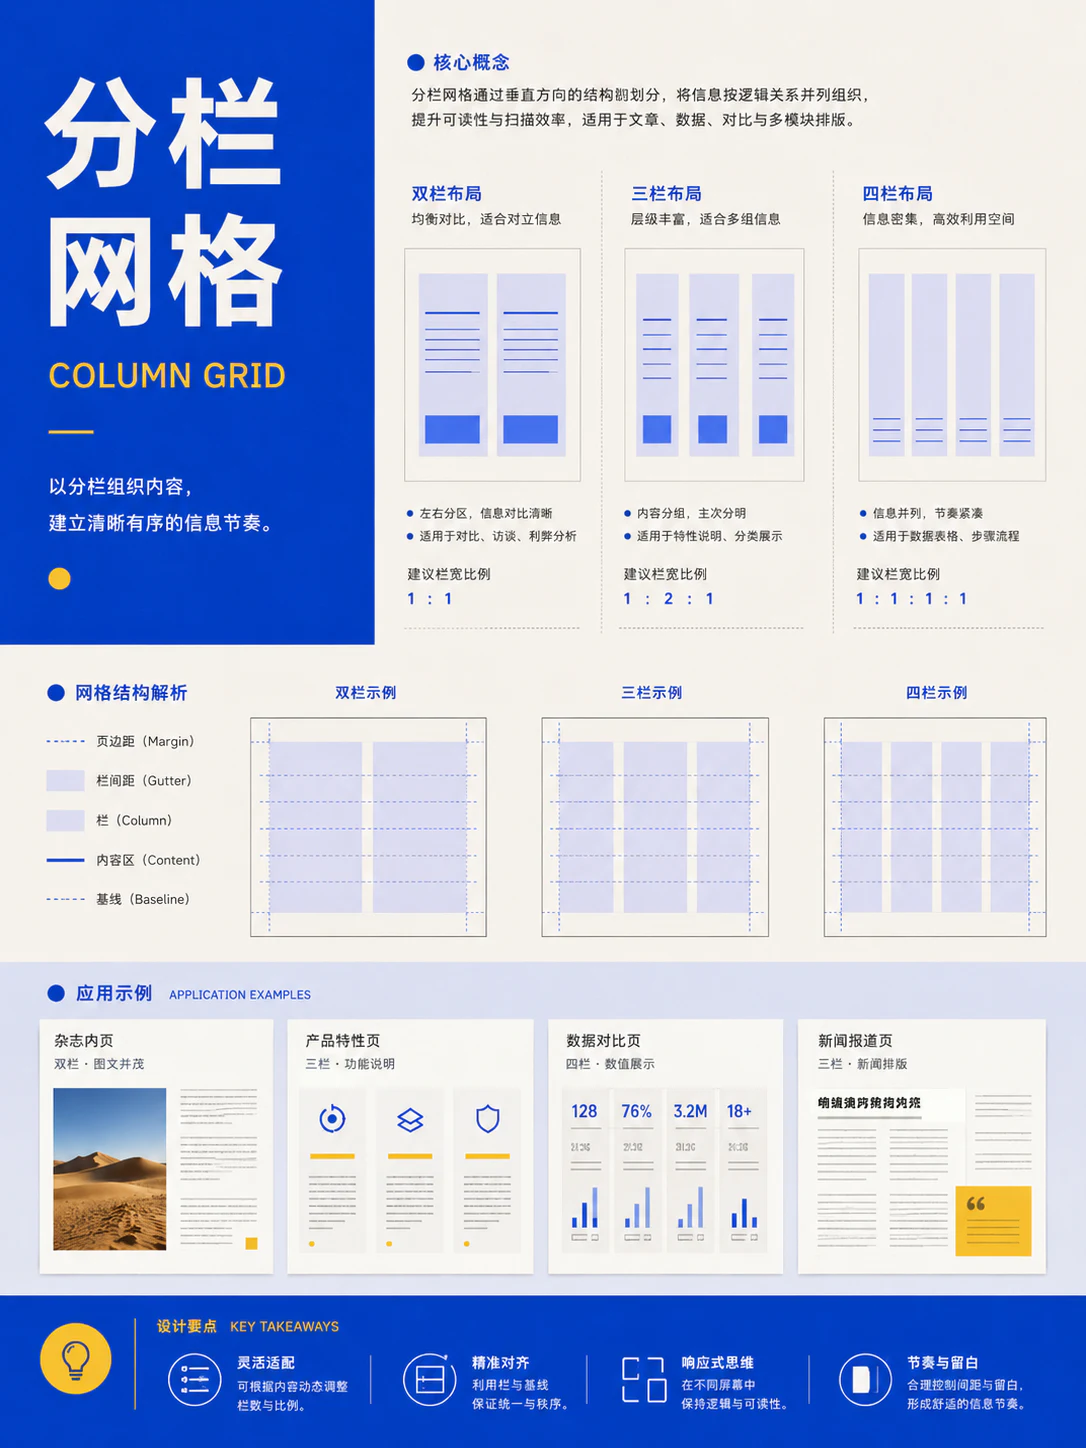 分栏
网格
COLUMN GRID
以分栏组织内容，
建立清晰有序的信息节奏。
核心概念
分栏网格通过垂直方向的结构划分，将信息按逻辑关系并列组织，
提升可读性与扫描效率，适用于文章、数据、对比与多模块排版。
双栏布局
均衡对比，适合对立信息
左右分区，信息对比清晰
适用于对比、访谈、利弊分析
建议栏宽比例
1 : 1
三栏布局
层级丰富，适合多组信息
内容分组，主次分明
适用于特性说明、分类展示
建议栏宽比例
1 : 2 : 1
四栏布局
信息密集，高效利用空间
信息并列，节奏紧凑
适用于数据表格、步骤流程
建议栏宽比例
1 : 1 : 1 : 1
网格结构解析
页边距（Margin）
栏间距（Gutter）
栏（Column）
内容区（Content）
基线（Baseline）
双栏示例
三栏示例
四栏示例
应用示例 APPLICATION EXAMPLES
杂志内页
双栏·图文并茂
产品特性页
三栏·功能说明
数据对比页
四栏·数值展示
128 76% 3.2M 18+
新闻报道页
三栏·新闻排版
“
设计要点 KEY TAKEAWAYS
灵活适配
可根据内容动态调整
栏数与比例。
精准对齐
利用栏与基线
保证统一与秩序。
响应式思维
在不同屏幕中
保持逻辑与可读性。
节奏与留白
合理控制间距与留白，
形成舒适的信息节奏。